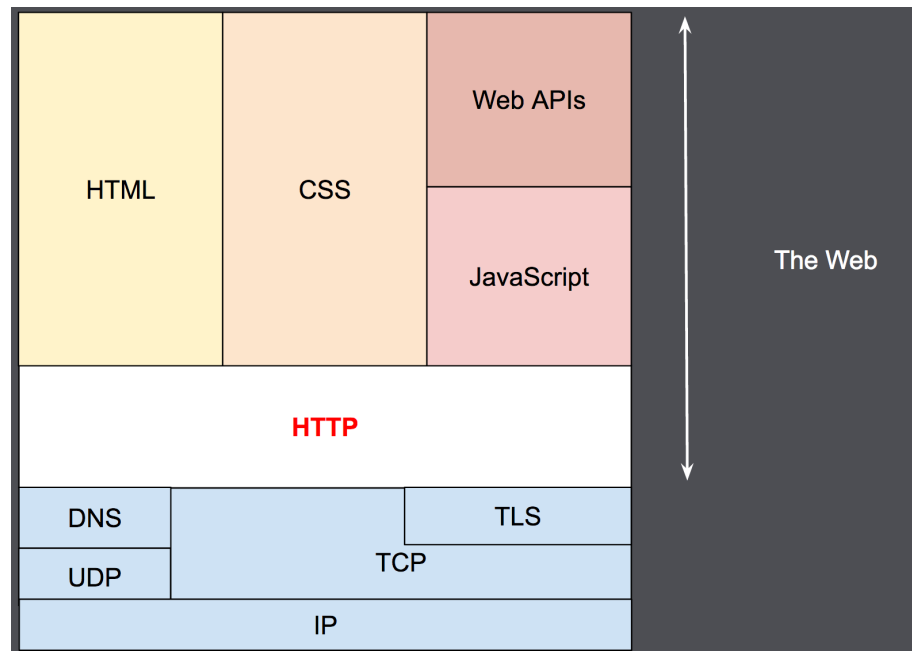 Web APIs
HTML
CSS
JavaScript
The Web
HTTP
DNS
TLS
TCP
UDP
IP